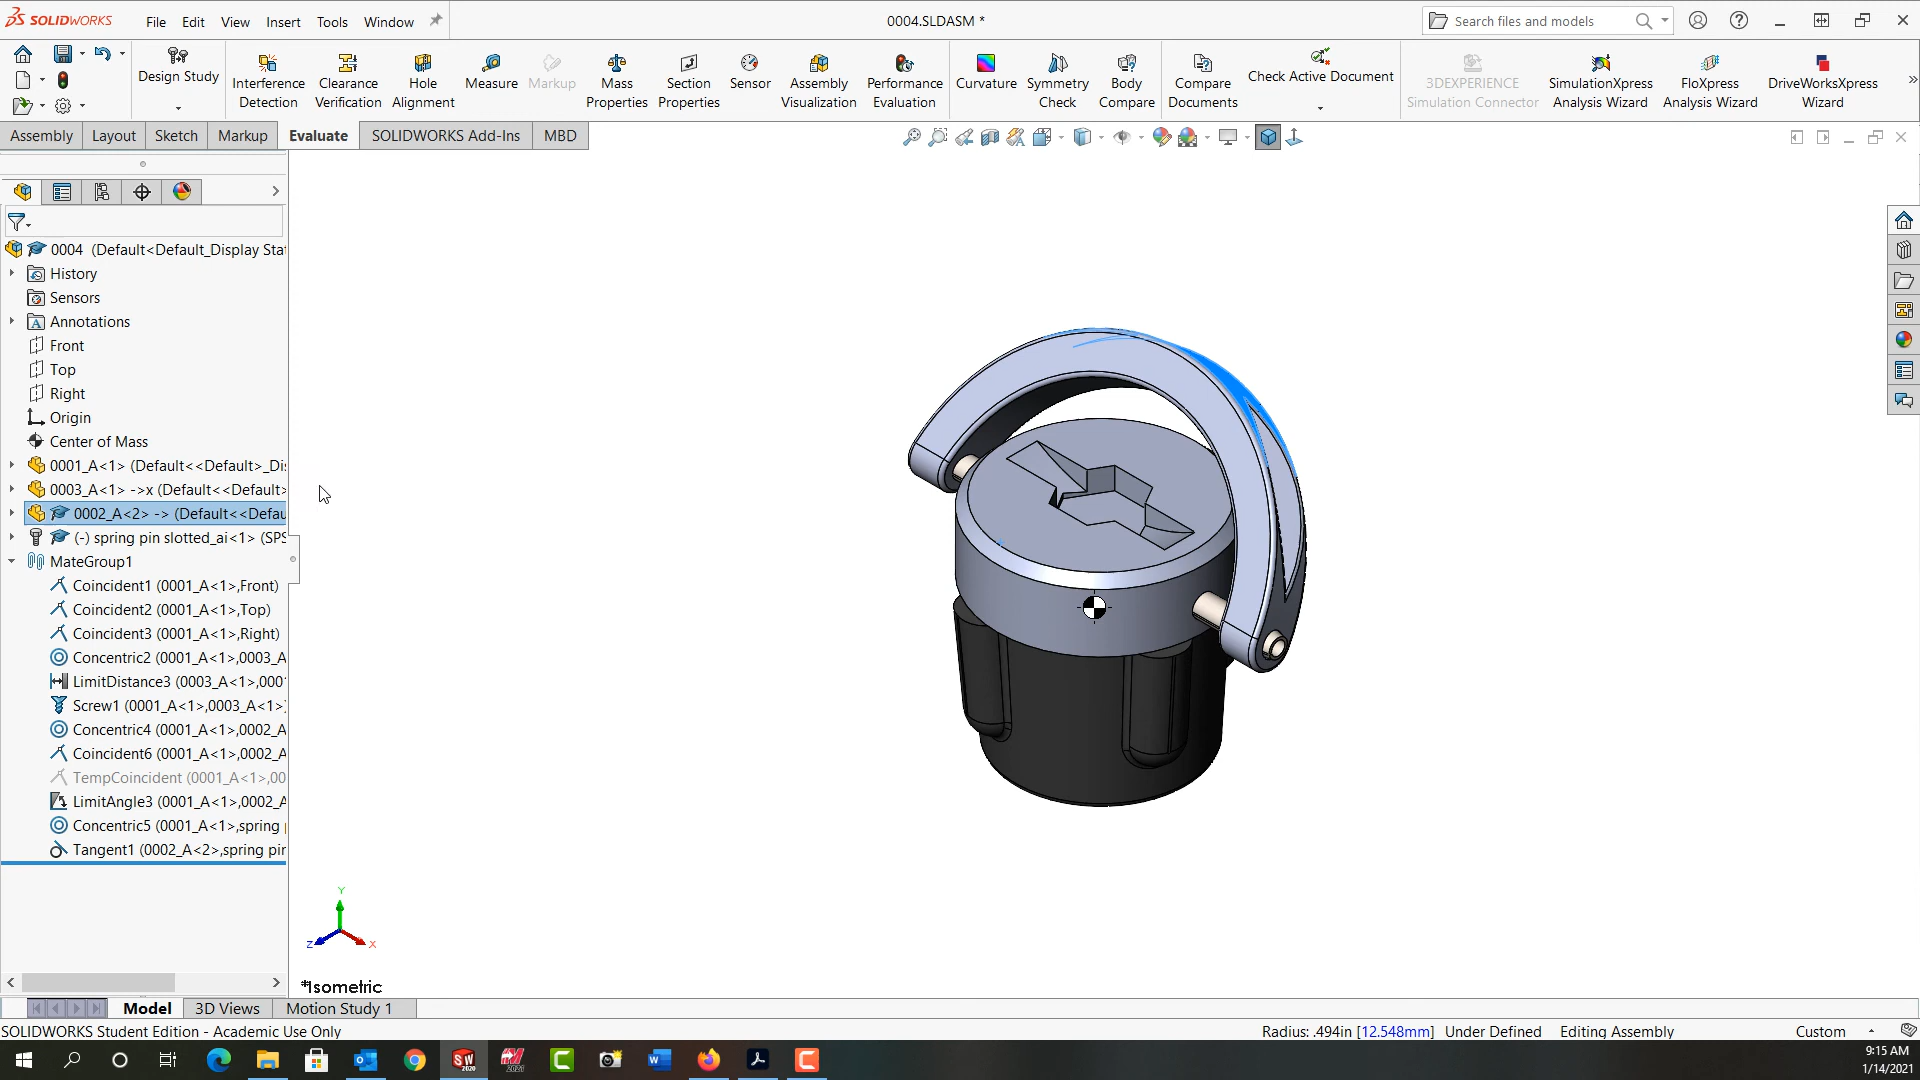 SOLIDWORKS
File Edit View Insert Tools Window
0004.SLDASM *
Search files and models
Design Study
Interference Detection
Clearance Verification
Hole Alignment
Measure
Markup
Mass Properties
Section Properties
Sensor
Assembly Visualization
Performance Evaluation
Curvature
Symmetry Check
Body Compare
Compare Documents
Check Active Document
3DEXPERIENCE Simulation Connector
SimulationXpress Analysis Wizard
FloXpress Analysis Wizard
DriveWorksXpress Wizard
Assembly Layout Sketch Markup Evaluate SOLIDWORKS Add-Ins MBD
0004 (Default<Default_Display Sta
History
Sensors
Annotations
Front
Top
Right
Origin
Center of Mass
0001_A<1> (Default<<Default>_Di
0003_A<1> ->x (Default<<Default>
0002_A<2> -> (Default<<Defau
(-) spring pin slotted_ai<1> (SPS
MateGroup1
Coincident1 (0001_A<1>,Front)
Coincident2 (0001_A<1>,Top)
Coincident3 (0001_A<1>,Right)
Concentric2 (0001_A<1>,0003_A
LimitDistance3 (0003_A<1>,000
Screw1 (0001_A<1>,0003_A<1>)
Concentric4 (0001_A<1>,0002_A
Coincident6 (0001_A<1>,0002_A
TempCoincident (0001_A<1>,00
LimitAngle3 (0001_A<1>,0002_A
Concentric5 (0001_A<1>,spring
Tangent1 (0002_A<2>,spring pin
Y
Z X
*Isometric
Model 3D Views Motion Study 1
SOLIDWORKS Student Edition - Academic Use Only
Radius: .494in [12.548mm] Under Defined Editing Assembly Custom
9:15 AM
1/14/2021